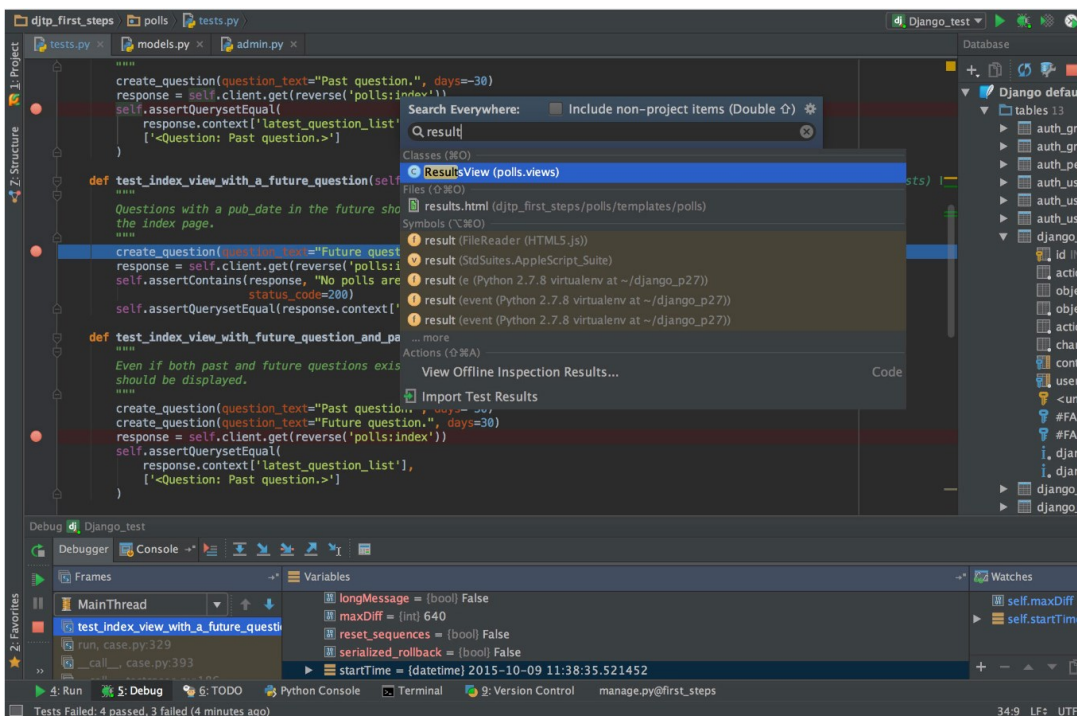 djtp_first_steps polls tests.py Django_test
tests.py models.py admin.py Database
1: Project
Z: Structure
2: Favorites
"""
create_question(question_text="Past question.", days=-30)
response = self.client.get(reverse('polls:index'))
self.assertQuerysetEqual(
response.context['latest_question_list'
['<Question: Past question.>']
)
def test_index_view_with_a_future_question(self
"""
Questions with a pub_date in the future sho
the index page.
"""
create_question(question_text="Future quest
response = self.client.get(reverse('polls:i
self.assertContains(response, "No polls are
status_code=200)
self.assertQuerysetEqual(response.context['
def test_index_view_with_future_question_and_pa
"""
Even if both past and future questions exis
should be displayed.
"""
create_question(question_text="Past question.", days=-30)
create_question(question_text="Future question.", days=30)
response = self.client.get(reverse('polls:index'))
self.assertQuerysetEqual(
response.context['latest_question_list'],
['<Question: Past question.>']
)
Search Everywhere: Include non-project items (Double ⇧)
result
Classes (⌘O)
ResultsView (polls.views)
Files (⇧⌘O)
results.html (djtp_first_steps/polls/templates/polls)
Symbols (⌥⌘O)
result (FileReader (HTML5.js))
result (StdSuites.AppleScript_Suite)
result (e (Python 2.7.8 virtualenv at ~/django_p27))
result (event (Python 2.7.8 virtualenv at ~/django_p27))
result (event (Python 2.7.8 virtualenv at ~/django_p27))
... more
Actions (⇧⌘A)
View Offline Inspection Results... Code
Import Test Results
sts)
Django defau
tables 13
auth_gr
auth_gr
auth_pe
auth_us
auth_us
auth_us
django_
id IN
actio
obje
obje
actio
chan
cont
user
<un
#FA
#FA
djan
djan
django_
django_
Debug Django_test
Debugger Console
Frames Variables Watches
MainThread
test_index_view_with_a_future_questi
run, case.py:329
__call__, case.py:393
longMessage = {bool} False
maxDiff = {int} 640
reset_sequences = {bool} False
serialized_rollback = {bool} False
startTime = {datetime} 2015-10-09 11:38:35.521452
self.maxDiff
self.startTime
4: Run 5: Debug 6: TODO Python Console Terminal 9: Version Control manage.py@first_steps
Tests Failed: 4 passed, 3 failed (4 minutes ago) 34:9 LF÷ UTF